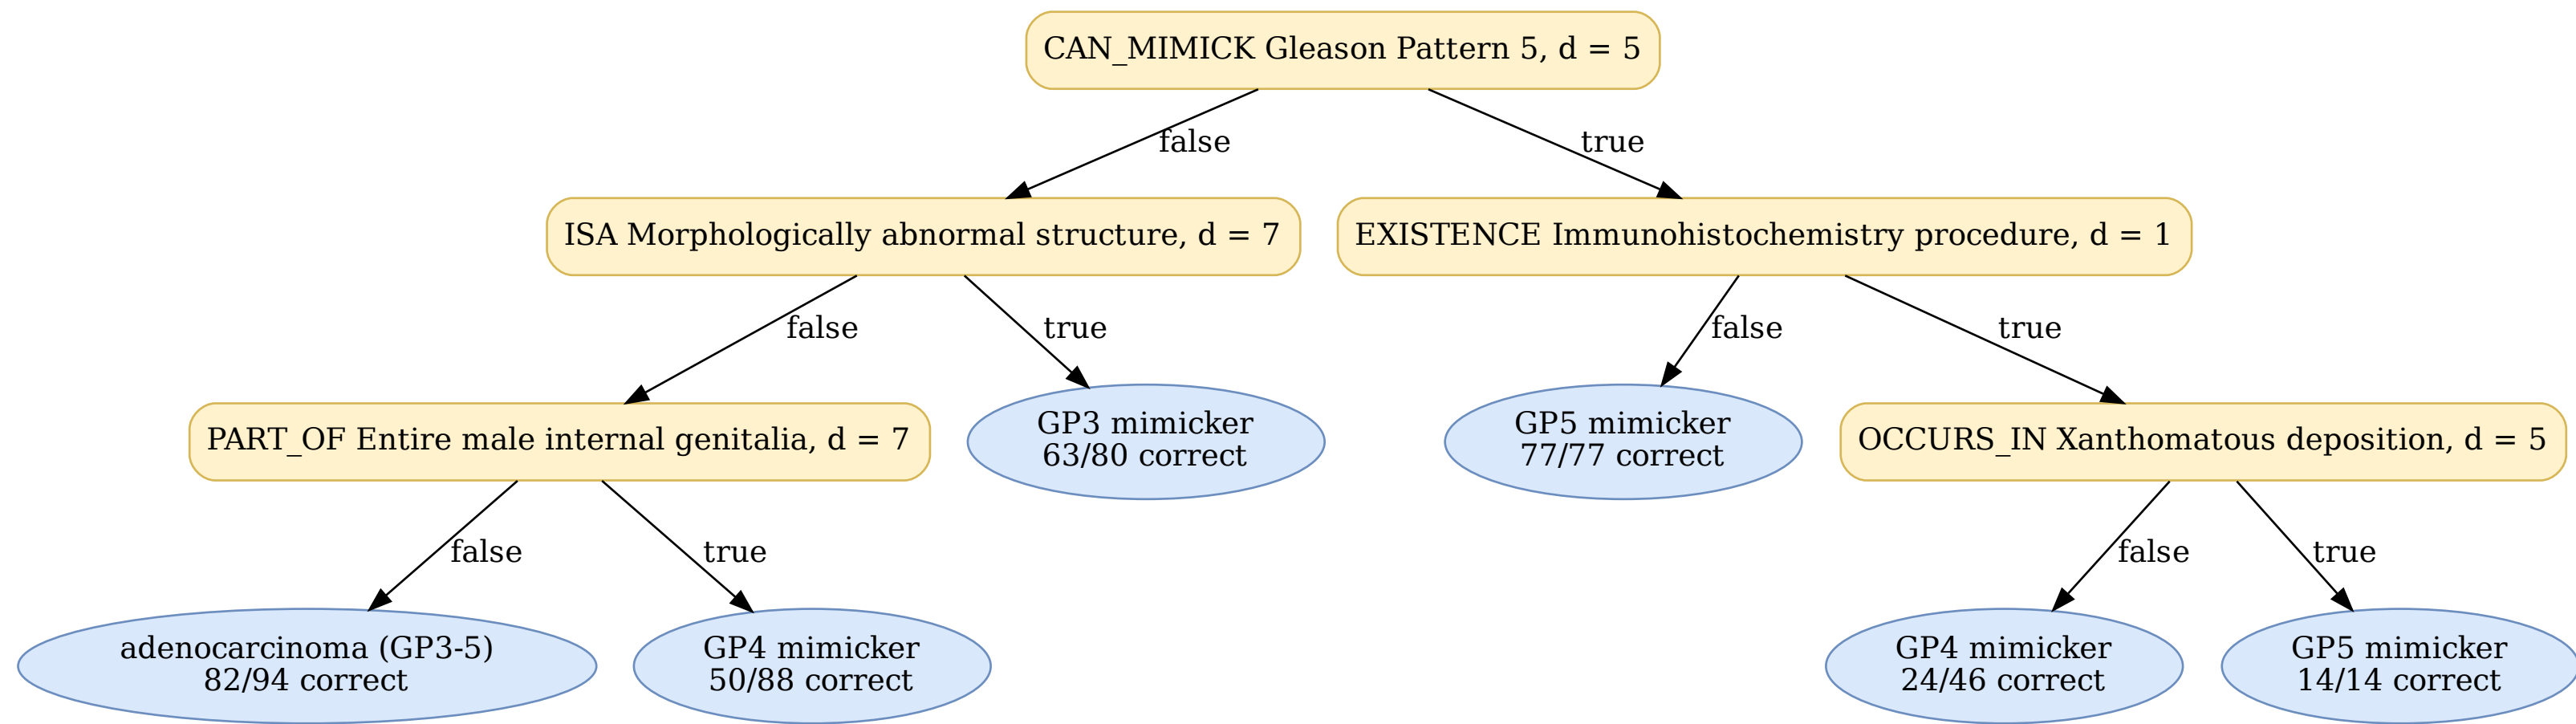 CAN_MIMICK Gleason Pattern 5, d = 5
false
true
ISA Morphologically abnormal structure, d = 7
EXISTENCE Immunohistochemistry procedure, d = 1
false
true
false
true
PART_OF Entire male internal genitalia, d = 7
GP3 mimicker
63/80 correct
GP5 mimicker
77/77 correct
OCCURS_IN Xanthomatous deposition, d = 5
false
true
false
true
adenocarcinoma (GP3-5)
82/94 correct
GP4 mimicker
50/88 correct
GP4 mimicker
24/46 correct
GP5 mimicker
14/14 correct